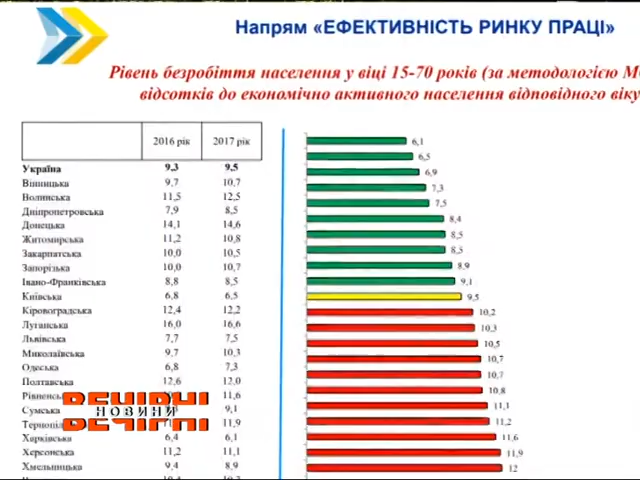 Напрям «ЕФЕКТИВНІСТЬ РИНКУ ПРАЦІ»
Рівень безробіття населення у віці 15-70 років (за методологією М
відсотків до економічно активного населення відповідного віку
2016 рік 2017 рік
Україна 9,3 9,5
Вінницька 9,7 10,7
Волинська 11,5 12,5
Дніпропетровська 7,9 8,5
Донецька 14,1 14,6
Житомирська 11,2 10,8
Закарпатська 10,0 10,5
Запорізька 10,0 10,7
Івано-Франківська 8,8 8,5
Київська 6,8 6,5
Кіровоградська 12,4 12,2
Луганська 16,0 16,6
Львівська 7,7 7,5
Миколаївська 9,7 10,3
Одеська 6,8 7,3
Полтавська 12,6 12,0
Рівненсь 11,6
Сумська 9,1
Терноп 11,9
Харківська 6,4 6,1
Херсонська 11,2 11,1
Хмельницька 9,4 8,9
6,1
6,5
6,9
7,3
7,5
8,4
8,5
8,5
8,9
9,1
9,5
10,2
10,3
10,5
10,7
10,7
10,8
11,1
11,2
11,6
11,9
12
ВЕЧІРНІ
НОВИНИ
ВЕЧІРНІ